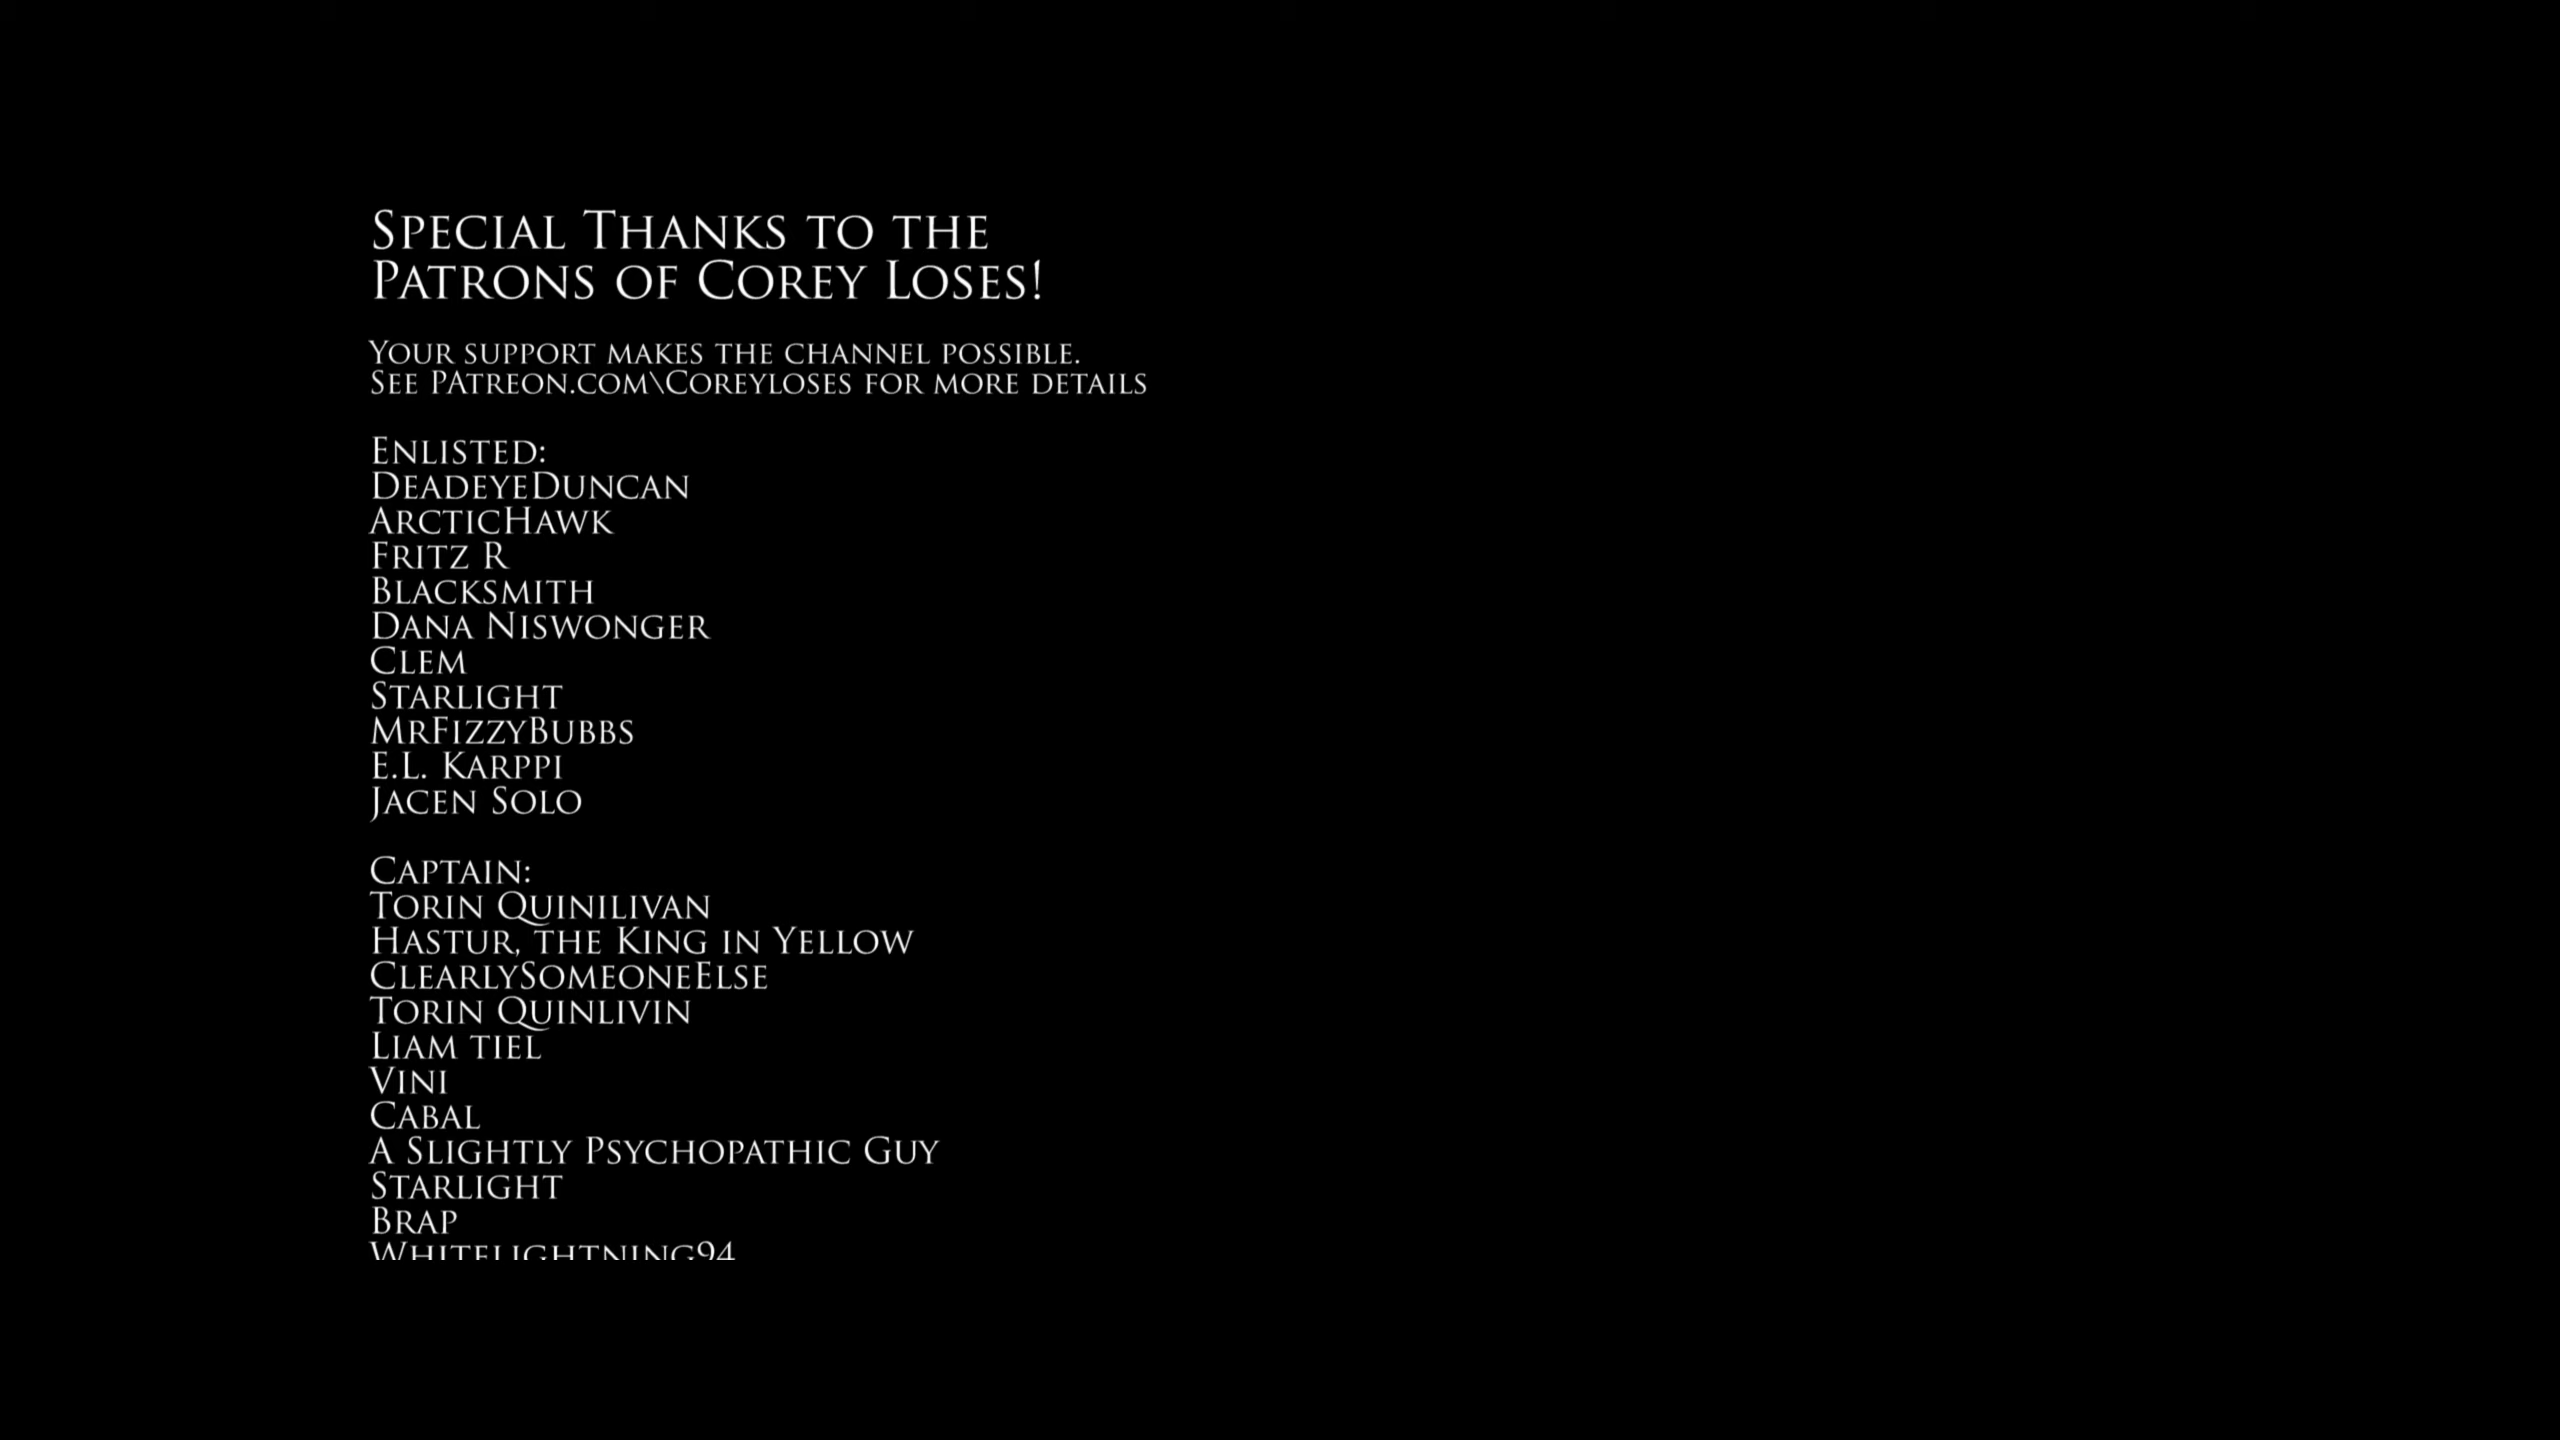 Special Thanks to the
Patrons of Corey Loses!
Your support makes the channel possible.
See PAtreon.com\Coreyloses for more details
Enlisted:
DeadeyeDuncan
ArcticHawk
Fritz R
Blacksmith
Dana Niswonger
Clem
Starlight
MrFizzyBubbs
E.L. Karppi
Jacen Solo
Captain:
Torin Quinilivan
Hastur, the King in Yellow
ClearlySomeoneElse
Torin Quinlivin
Liam tiel
Vini
Cabal
A Slightly Psychopathic Guy
Starlight
Brap
Whitelightning94